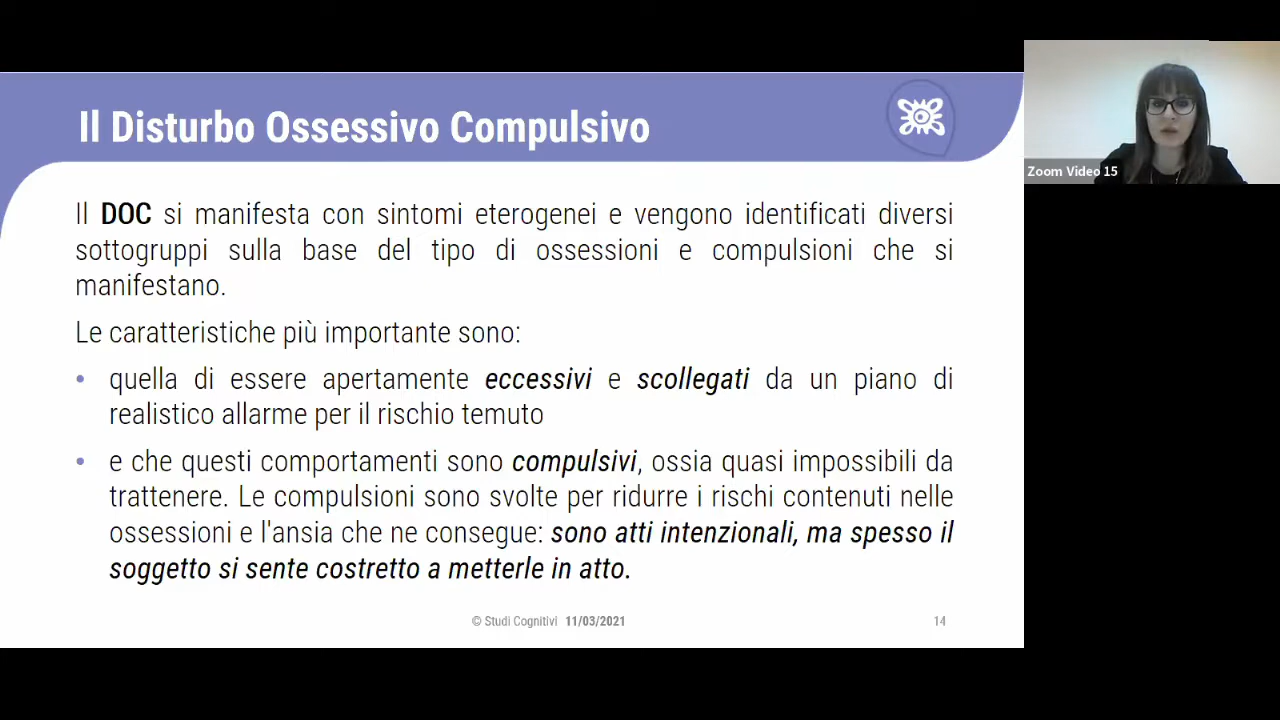 Il Disturbo Ossessivo Compulsivo
Zoom Video 15
Il DOC si manifesta con sintomi eterogenei e vengono identificati diversi
sottogruppi sulla base del tipo di ossessioni e compulsioni che si
manifestano.
Le caratteristiche più importante sono:
• quella di essere apertamente eccessivi e scollegati da un piano di
realistico allarme per il rischio temuto
• e che questi comportamenti sono compulsivi, ossia quasi impossibili da
trattenere. Le compulsioni sono svolte per ridurre i rischi contenuti nelle
ossessioni e l'ansia che ne consegue: sono atti intenzionali, ma spesso il
soggetto si sente costretto a metterle in atto.
© Studi Cognitivi 11/03/2021
14